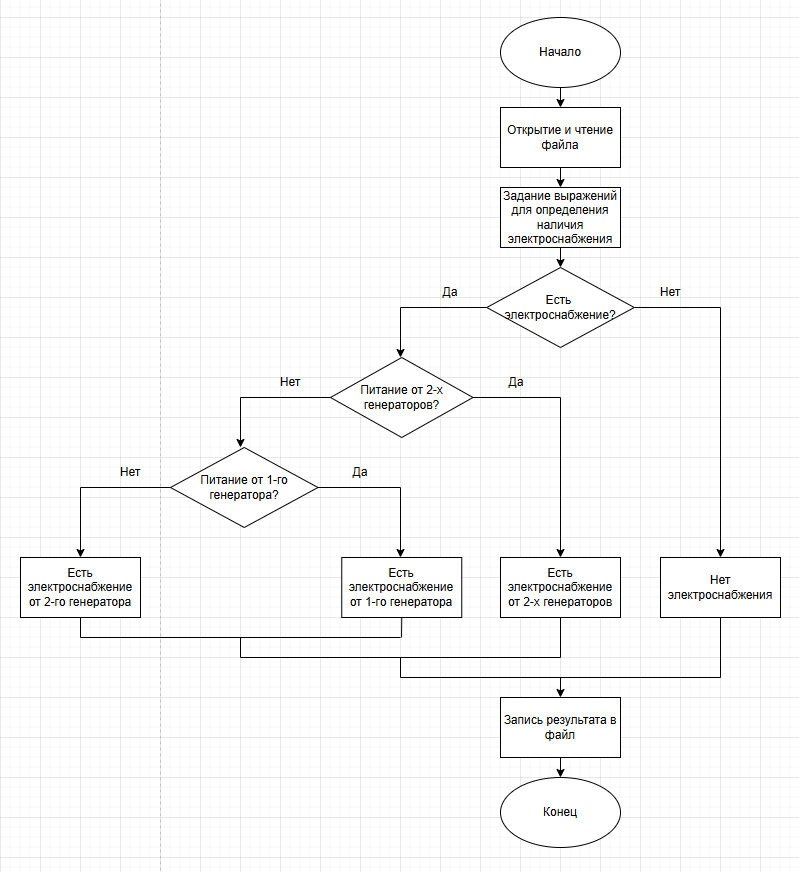 Начало
Открытие и чтение
файла
Задание выражений
для определения
наличия
электроснабжения
Да
Есть
электроснабжение?
Нет
Нет
Питание от 2-х
генераторов?
Да
Нет
Питание от 1-го
генератора?
Да
Есть
электроснабжение
от 2-го генератора
Есть
электроснабжение
от 1-го генератора
Есть
электроснабжение
от 2-х генераторов
Нет
электроснабжения
Запись результата в
файл
Конец